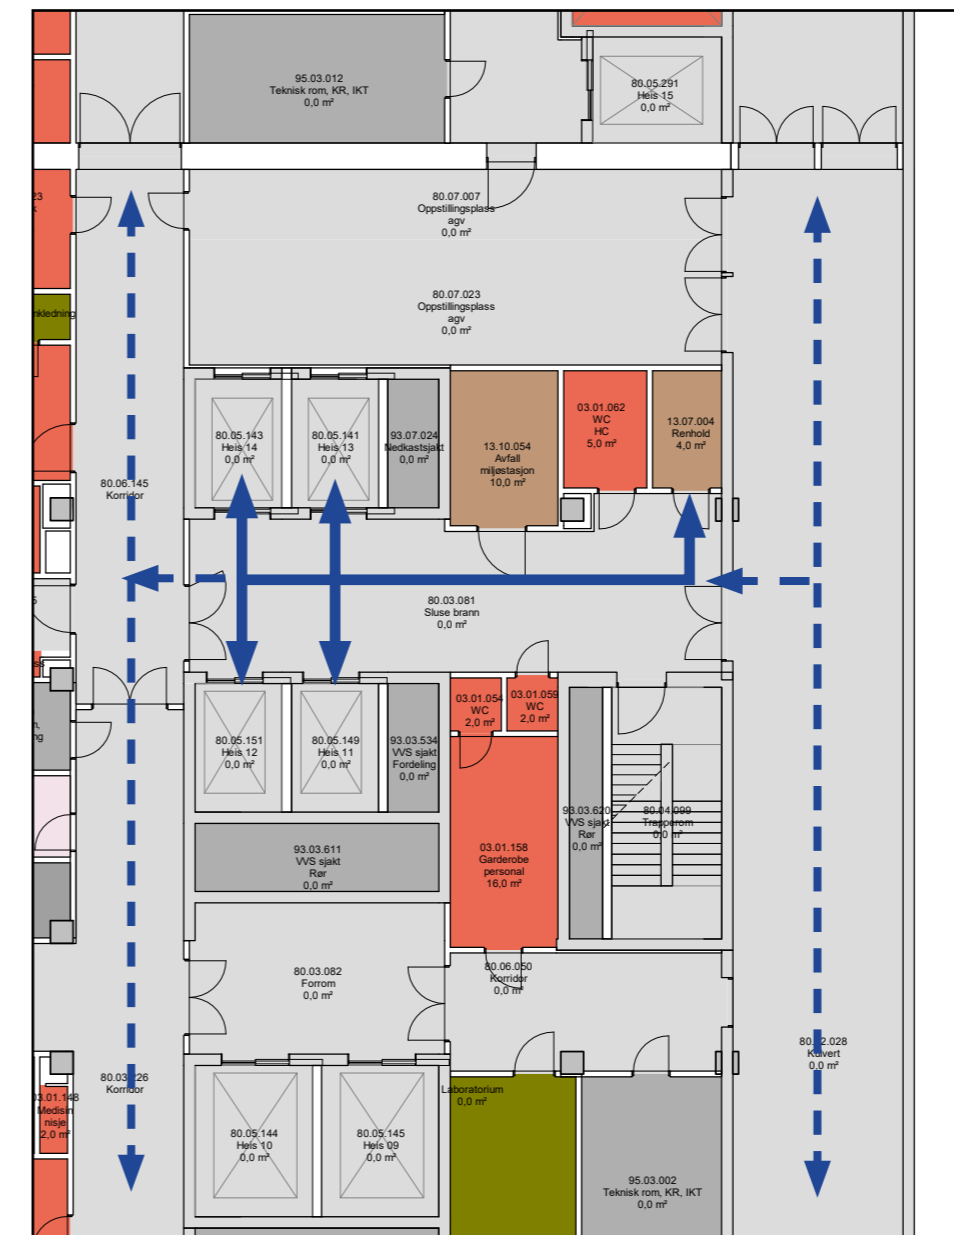 95.03.012
Teknisk rom, KR, IKT
0,0 m²
80.05.291
Heis 15
0,0 m²
80.07.007
Oppstillingsplass
agv
0,0 m²
80.07.023
Oppstillingsplass
agv
0,0 m²
nkledning
80.05.143
Heis 14
0,0 m²
80.05.141
Heis 13
0,0 m²
93.07.024
Nedkastsjakt
0,0 m²
13.10.054
Avfall
miljøstasjon
10,0 m²
03.01.062
WC
HC
5,0 m²
13.07.004
Renhold
4,0 m²
80.06.145
Korridor
80.03.081
Sluse brann
0,0 m²
03.01.054
WC
2,0 m²
03.01.059
WC
2,0 m²
80.05.151
Heis 12
0,0 m²
80.05.149
Heis 11
0,0 m²
93.03.534
VVS sjakt
Fordeling
0,0 m²
93.03.620
VVS sjakt
Rør
0,0 m²
80.04.099
Trapperom
0,0 m²
93.03.611
VVS sjakt
Rør
0,0 m²
03.01.158
Garderobe
personal
16,0 m²
80.03.082
Forrom
0,0 m²
80.06.050
Korridor
0,0 m²
Kulvert
0,0 m²
Korridor
03.01.148
Medisin
nisje
2,0 m²
Laboratorium
0,0 m²
80.05.144
Heis 10
0,0 m²
80.05.145
Heis 09
0,0 m²
95.03.002
Teknisk rom, KR, IKT
0,0 m²